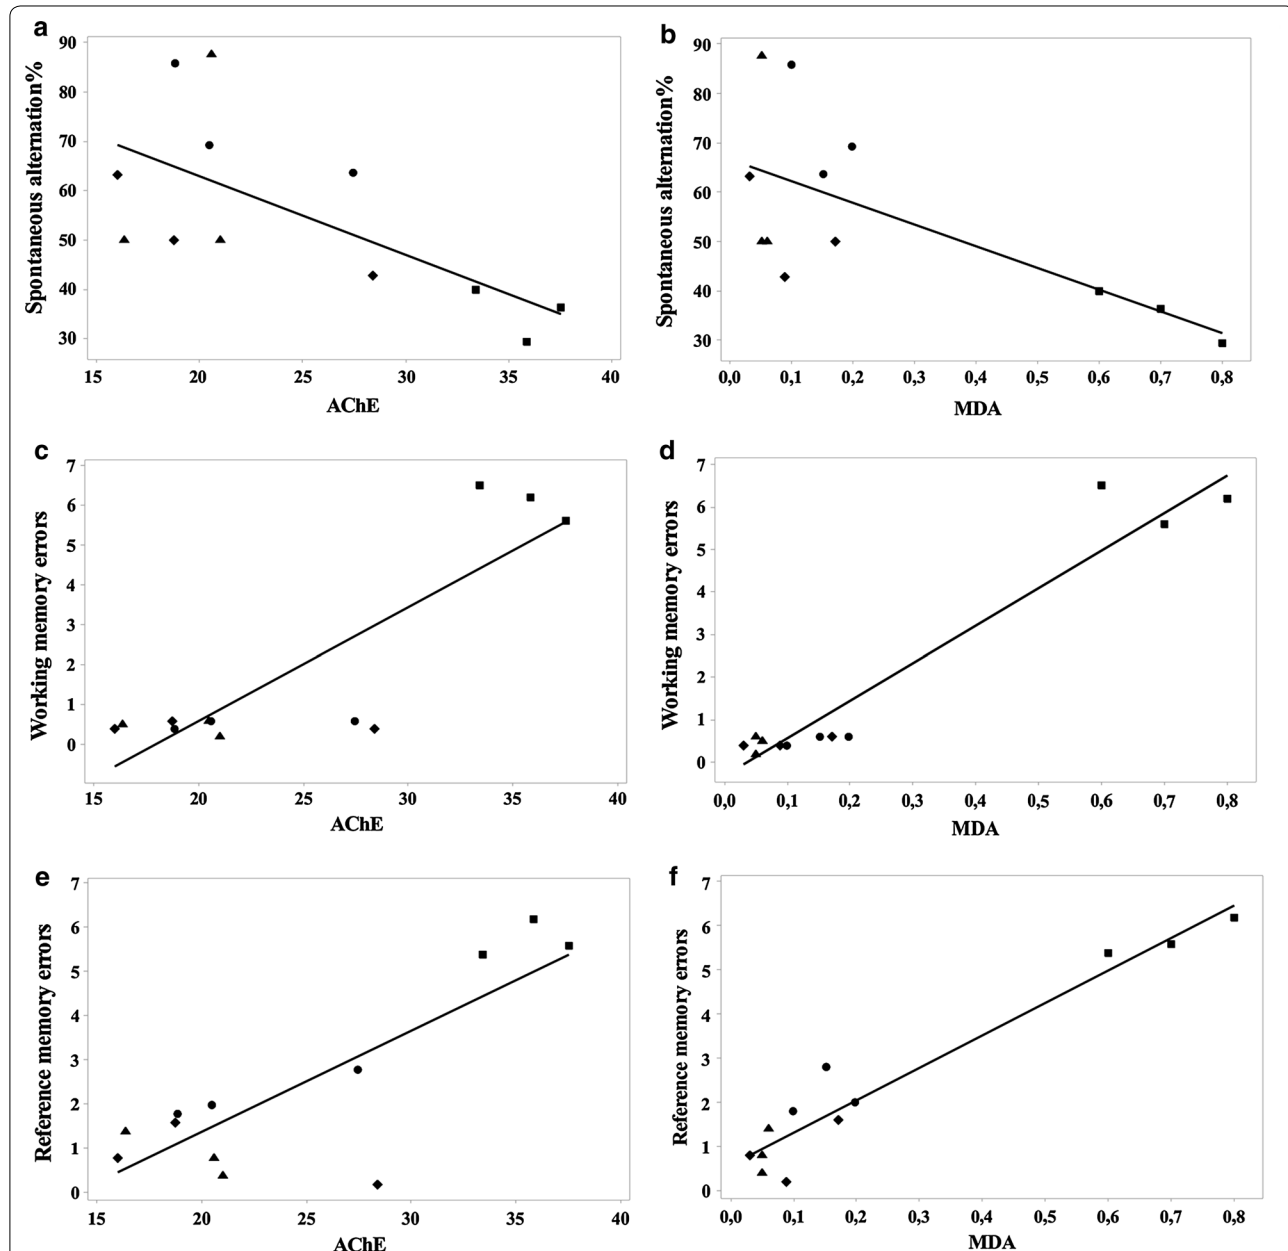 a
90
80
70
60
50
40
30
Spontaneous alternation%
15 20 25 30 35 40
AChE
b
90
80
70
60
50
40
30
Spontaneous alternation%
0,0 0,1 0,2 0,3 0,4 0,5 0,6 0,7 0,8
MDA
c
7
6
5
4
3
2
1
0
Working memory errors
15 20 25 30 35 40
AChE
d
7
6
5
4
3
2
1
0
Working memory errors
0,0 0,1 0,2 0,3 0,4 0,5 0,6 0,7 0,8
MDA
e
7
6
5
4
3
2
1
0
Reference memory errors
15 20 25 30 35 40
AChE
f
7
6
5
4
3
2
1
0
Reference memory errors
0,0 0,1 0,2 0,3 0,4 0,5 0,6 0,7 0,8
MDA